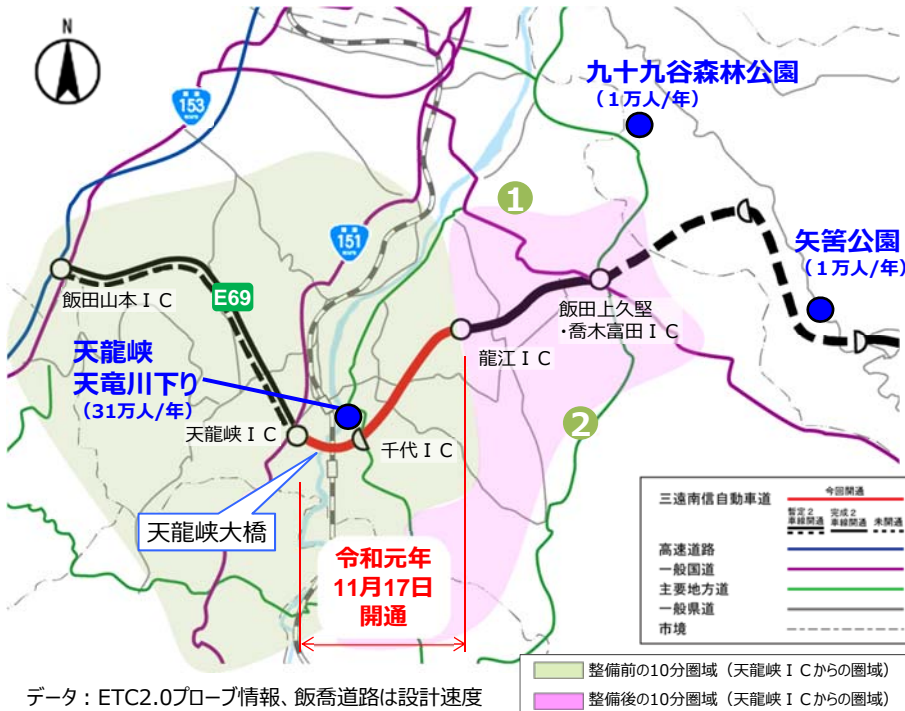 N
九十九谷森林公園
（1万人/年）
国道
153
1
矢筈公園
（1万人/年）
国道
151
E69
飯田山本ＩＣ
飯田上久堅
・喬木富田ＩＣ
龍江ＩＣ
天龍峡
天竜川下り
（31万人/年）
天龍峡ＩＣ
千代ＩＣ
2
天龍峡大橋
令和元年
11月17日
開通
三遠南信自動車道
今回開通
暫定２車線開通
完成２車線開通
未開通
高速道路
一般国道
主要地方道
一般県道
市境
整備前の10分圏域（天龍峡ＩＣからの圏域）
整備後の10分圏域（天龍峡ＩＣからの圏域）
データ：ETC2.0プローブ情報、飯喬道路は設計速度